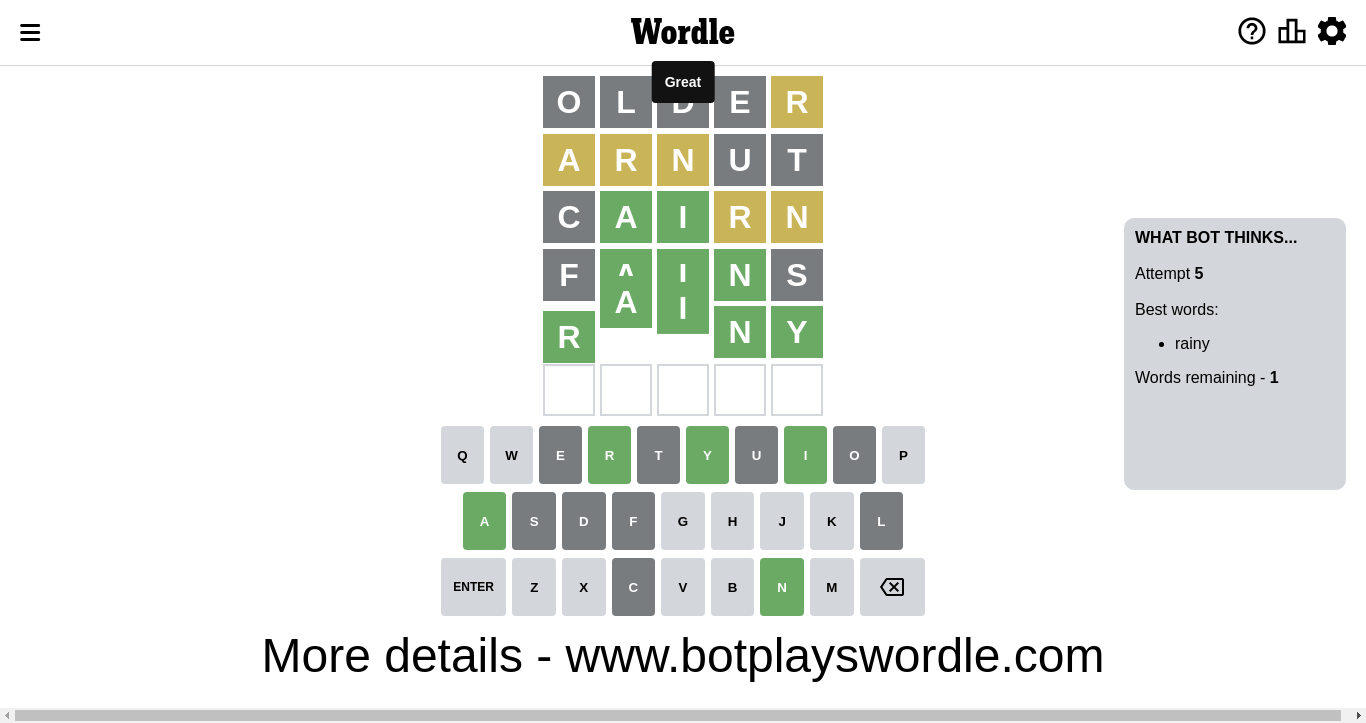 Wordle
Great
O L D E R
A R N U T
C A I R N
F A I N S
R A I N Y
WHAT BOT THINKS...
Attempt 5
Best words:
• rainy
Words remaining - 1
Q W E R T Y U I O P
A S D F G H J K L
ENTER Z X C V B N M
More details - www.botplayswordle.com